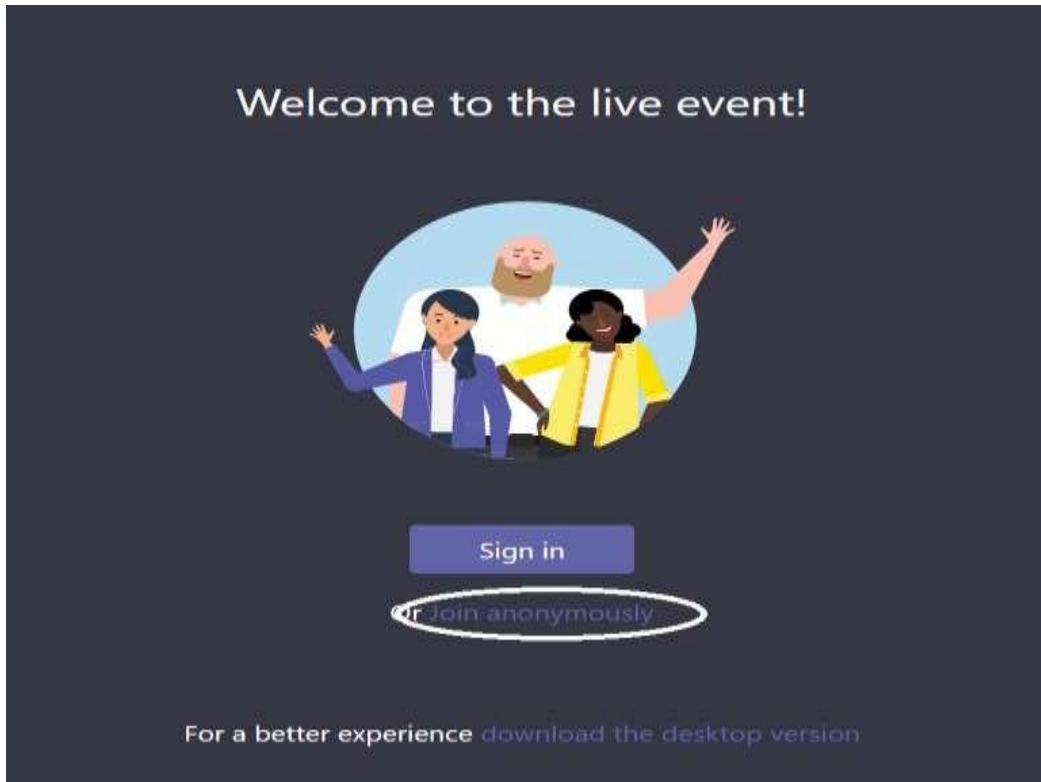 Welcome to the live event!
Sign in
Or Join anonymously
For a better experience download the desktop version